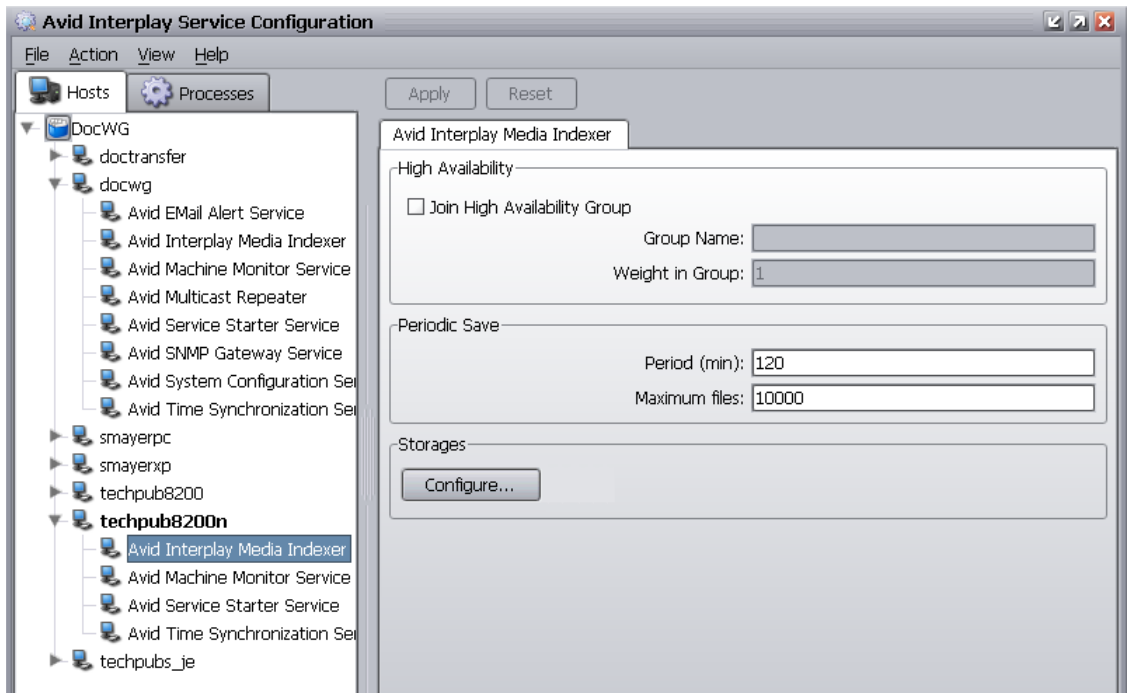 Avid Interplay Service Configuration
File Action View Help
Hosts Processes
DocWG
doctransfer
docwg
Avid EMail Alert Service
Avid Interplay Media Indexer
Avid Machine Monitor Service
Avid Multicast Repeater
Avid Service Starter Service
Avid SNMP Gateway Service
Avid System Configuration Ser
Avid Time Synchronization Ser
smayerpc
smayerxp
techpub8200
techpub8200n
Avid Interplay Media Indexer
Avid Machine Monitor Service
Avid Service Starter Service
Avid Time Synchronization Ser
techpubs_je
Apply Reset
Avid Interplay Media Indexer
High Availability
Join High Availability Group
Group Name:
Weight in Group: 1
Periodic Save
Period (min): 120
Maximum files: 10000
Storages
Configure...